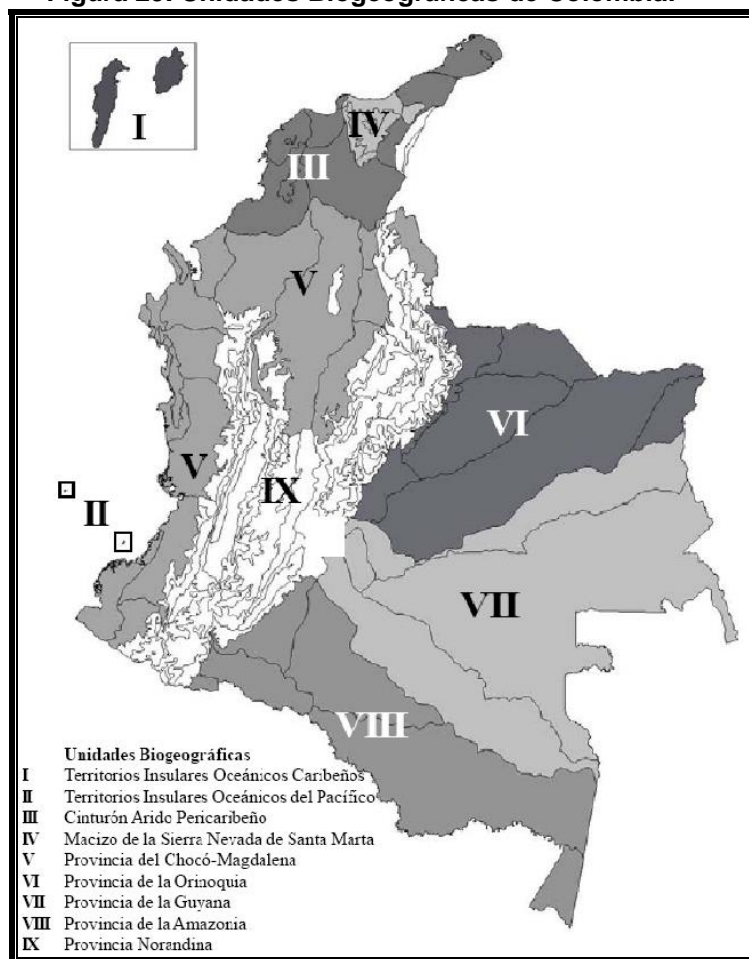 Figura 29. Unidades Biogeográficas de Colombia.
I
IV
III
V
VI
V
IX
II
VII
VIII
Unidades Biogeográficas
I Territorios Insulares Oceánicos Caribeños
II Territorios Insulares Oceánicos del Pacífico
III Cinturón Arido Pericaribeño
IV Macizo de la Sierra Nevada de Santa Marta
V Provincia del Chocó-Magdalena
VI Provincia de la Orinoquia
VII Provincia de la Guyana
VIII Provincia de la Amazonia
IX Provincia Norandina